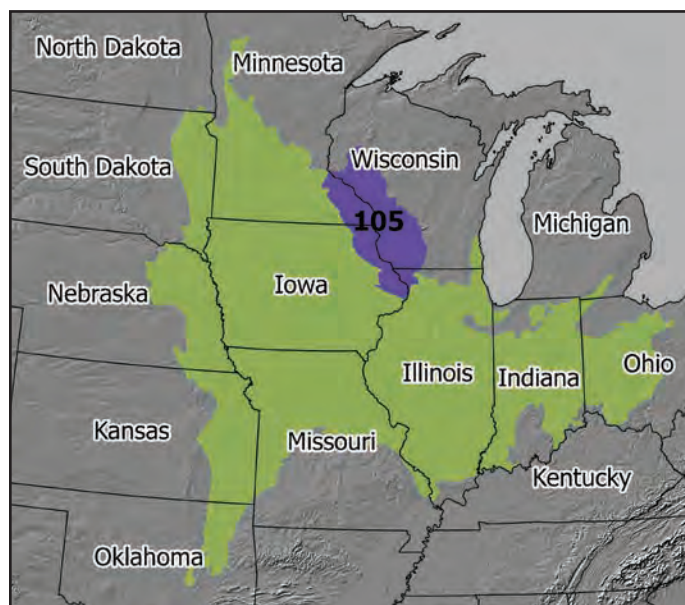 North Dakota
Minnesota
South Dakota
Wisconsin
105
Michigan
Nebraska
Iowa
Illinois
Indiana
Ohio
Kansas
Missouri
Kentucky
Oklahoma